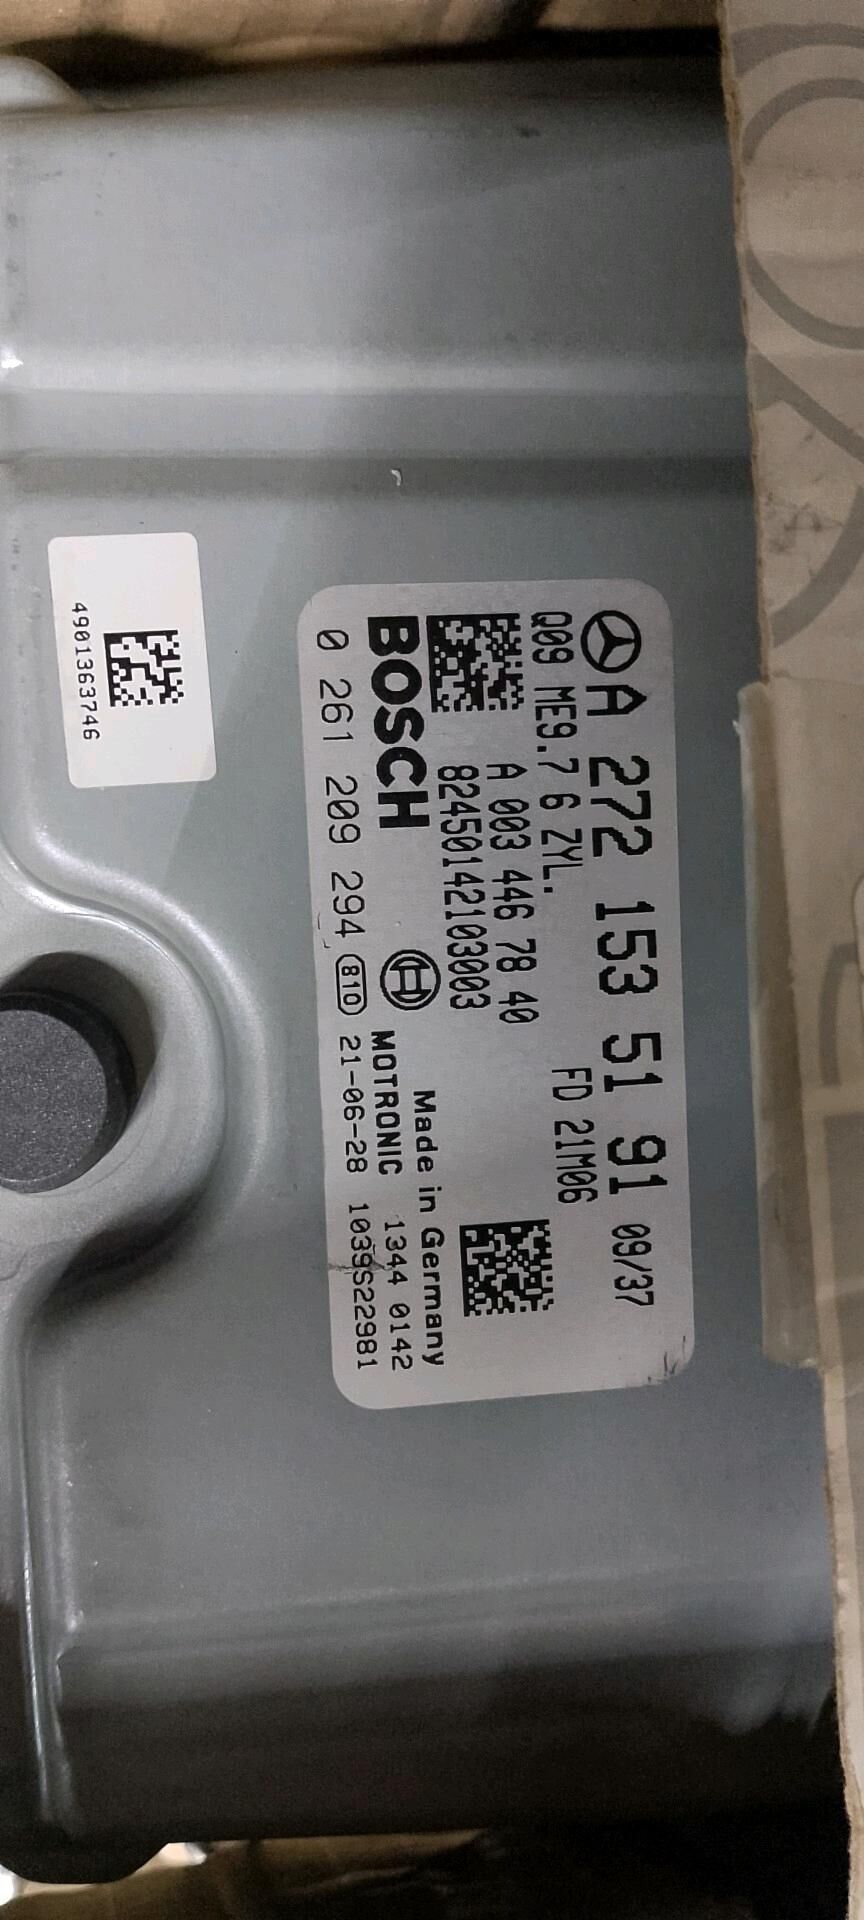 A 272 153 51 91 09/37
Q09 ME9.7 6 ZYL. FD 21M06
A 003 446 78 40
82450142103003
Made in Germany
BOSCH MOTRONIC 1344 0142
0 261 209 294 810 21-06-28 1039S22981
4901363746